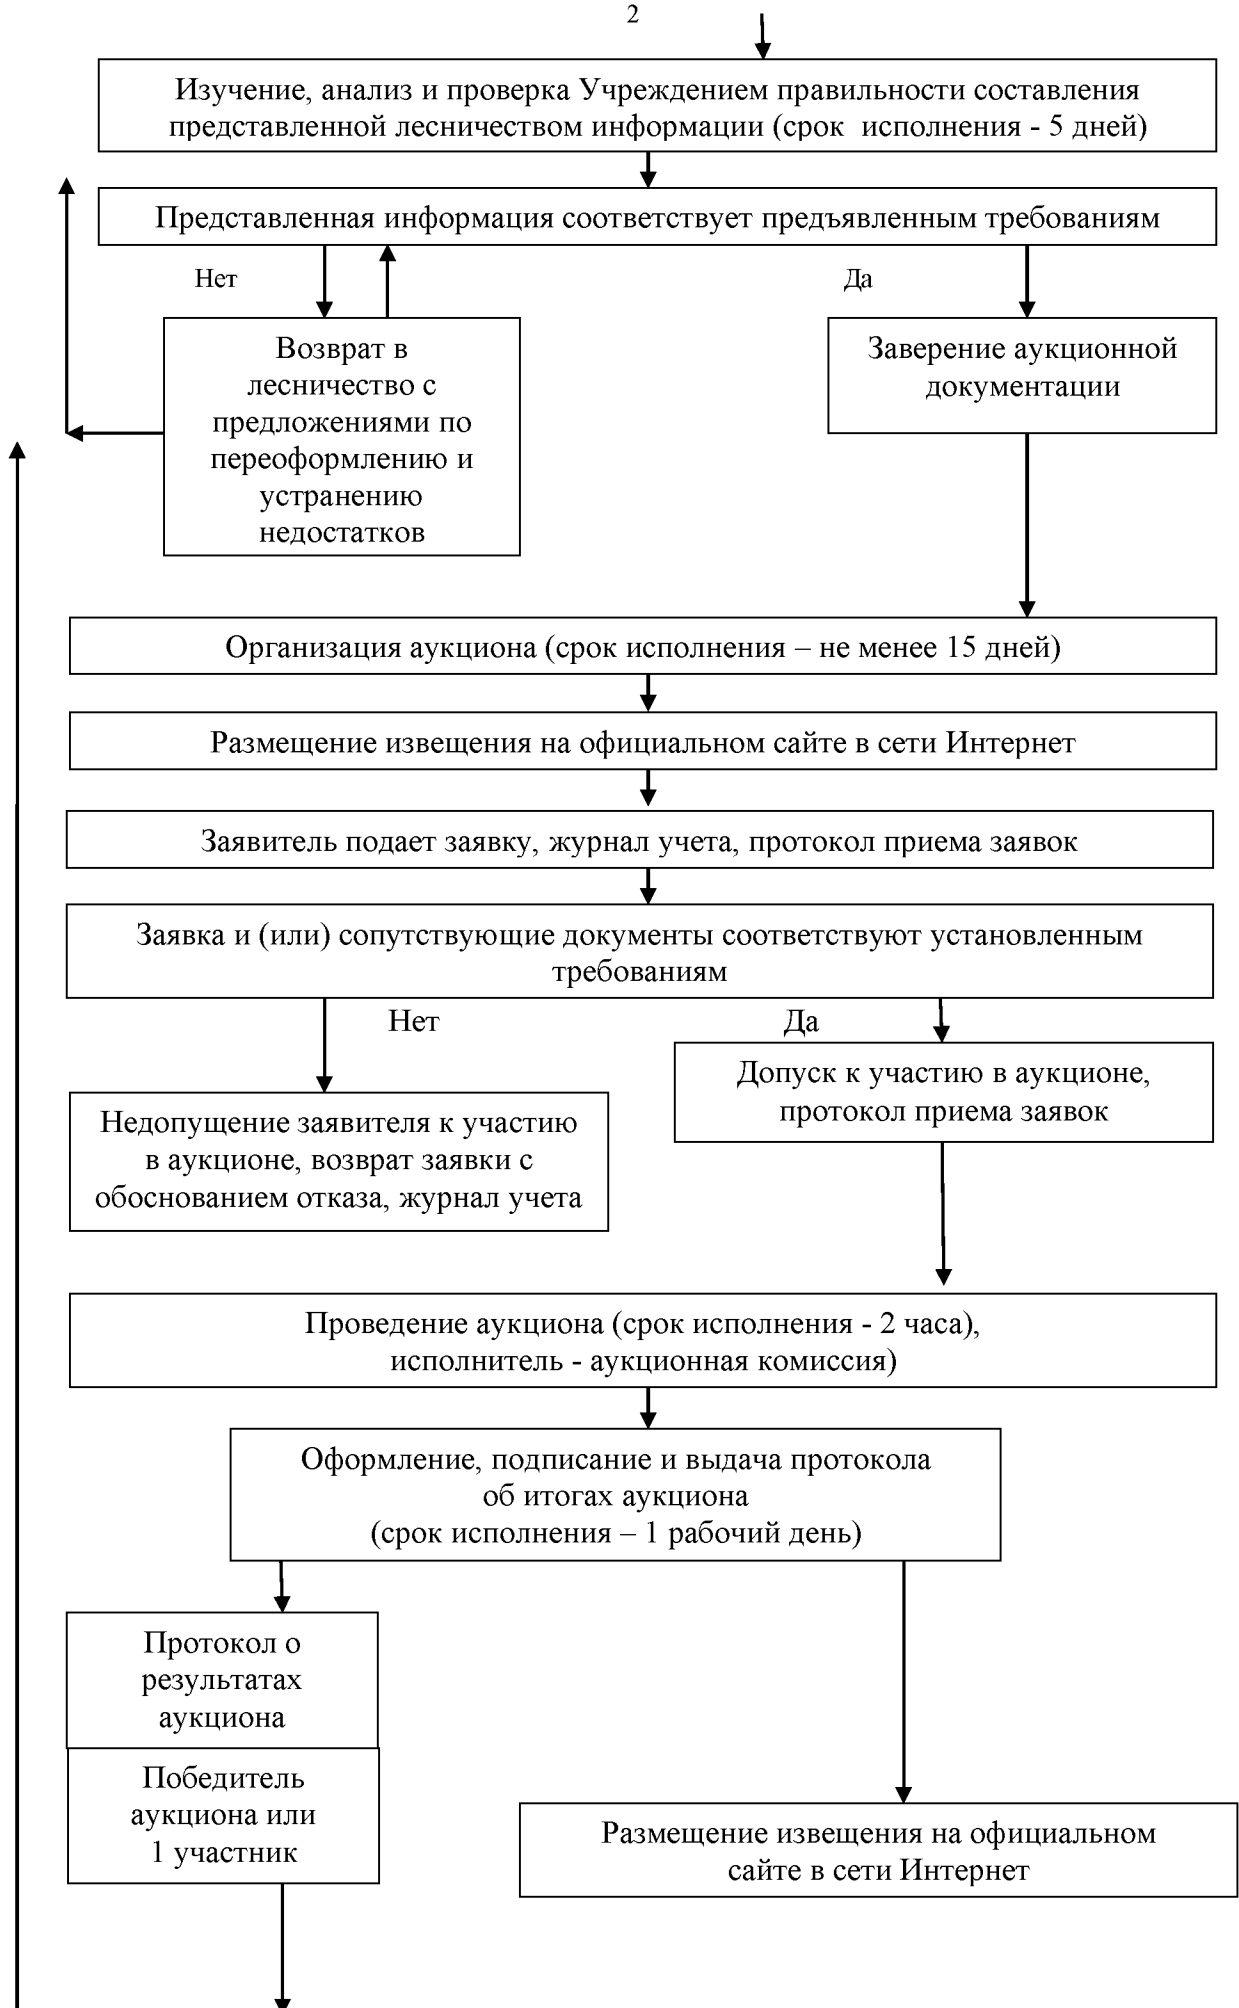 2
Изучение, анализ и проверка Учреждением правильности составления
представленной лесничеством информации (срок исполнения - 5 дней)
Представленная информация соответствует предъявленным требованиям
Нет
Да
Возврат в
лесничество с
предложениями по
переоформлению и
устранению
недостатков
Заверение аукционной
документации
Организация аукциона (срок исполнения – не менее 15 дней)
Размещение извещения на официальном сайте в сети Интернет
Заявитель подает заявку, журнал учета, протокол приема заявок
Заявка и (или) сопутствующие документы соответствуют установленным
требованиям
Нет
Да
Недопущение заявителя к участию
в аукционе, возврат заявки с
обоснованием отказа, журнал учета
Допуск к участию в аукционе,
протокол приема заявок
Проведение аукциона (срок исполнения - 2 часа),
исполнитель - аукционная комиссия)
Оформление, подписание и выдача протокола
об итогах аукциона
(срок исполнения – 1 рабочий день)
Протокол о
результатах
аукциона
Победитель
аукциона или
1 участник
Размещение извещения на официальном
сайте в сети Интернет